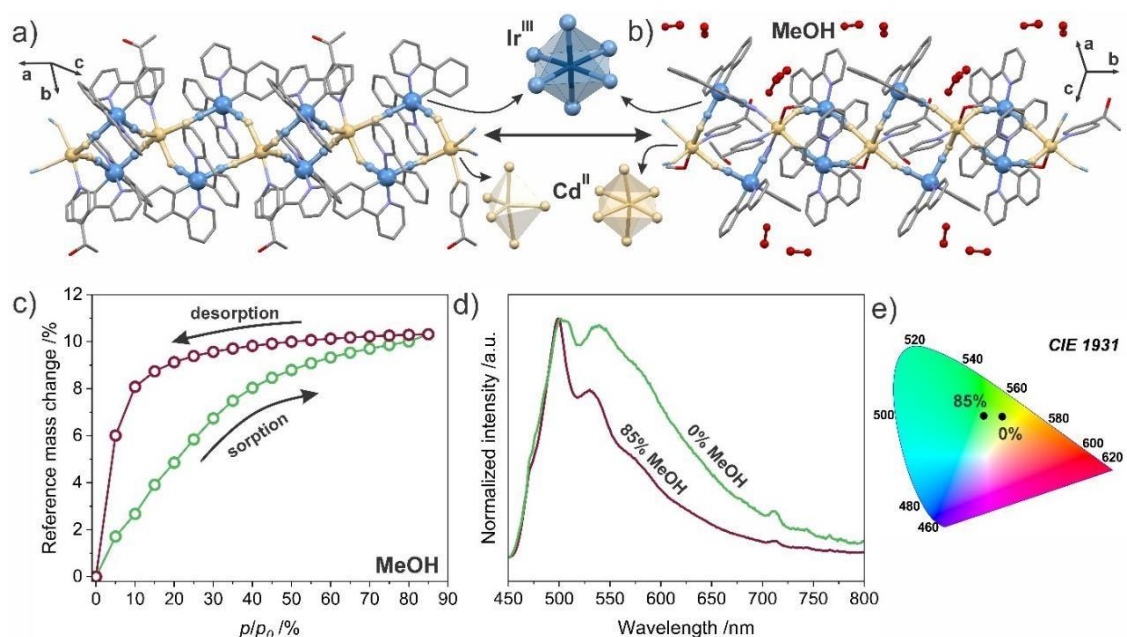 a)
Ir^III
b)
MeOH
a
c
b
a
b
c
Cd^II
c)
12
10
8
6
4
2
0
desorption
sorption
MeOH
0 10 20 30 40 50 60 70 80 90
p/p₀ /%
Reference mass change /%
d)
Normalized intensity /a.u.
0% MeOH
85% MeOH
450 500 550 600 650 700 750 800
Wavelength /nm
e)
CIE 1931
520
540
560
85%
500
580
0%
600
620
480
460